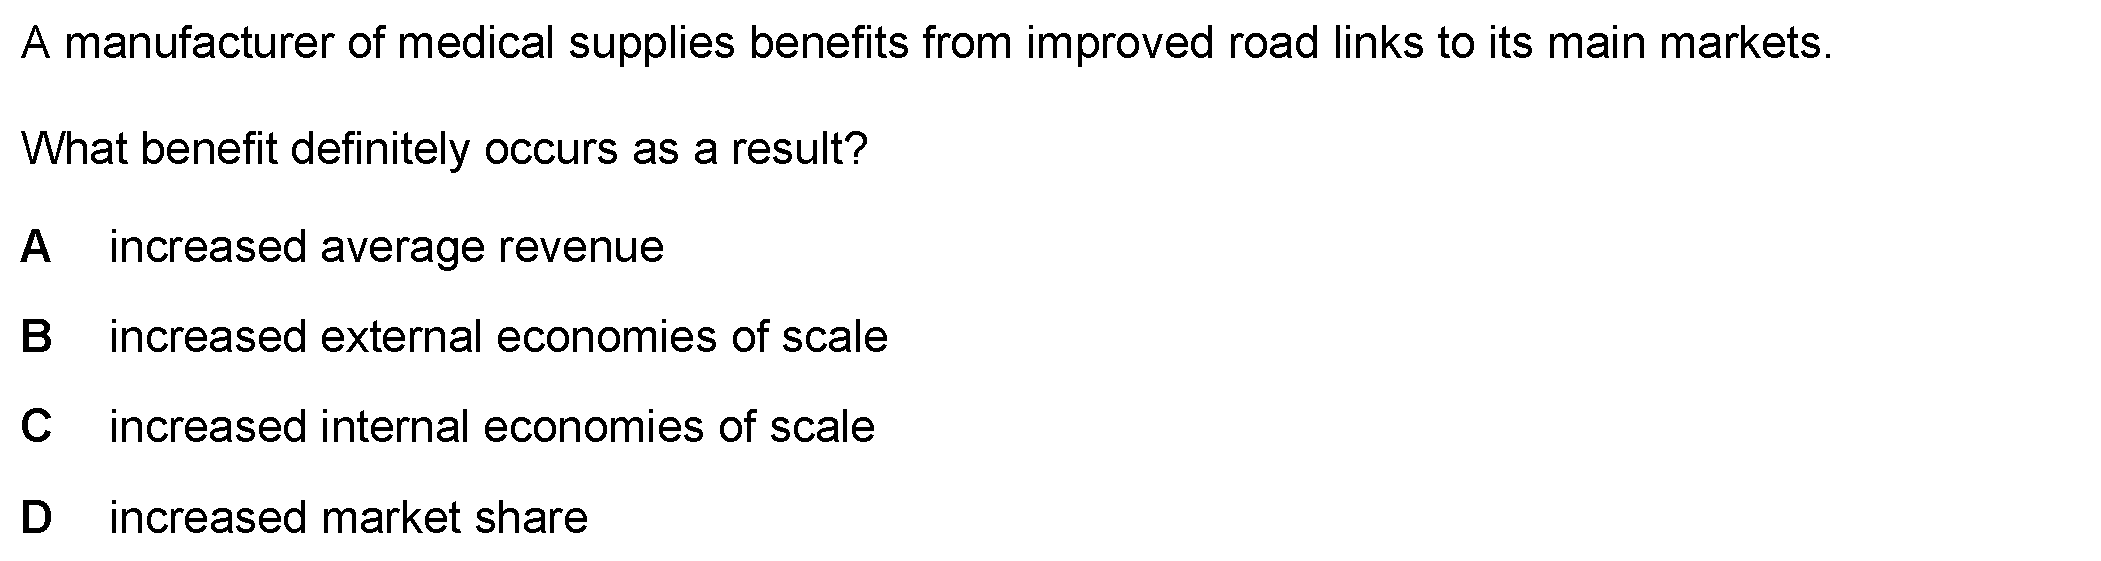 A manufacturer of medical supplies benefits from improved road links to its main markets.
What benefit definitely occurs as a result?
A increased average revenue
B increased external economies of scale
C increased internal economies of scale
D increased market share